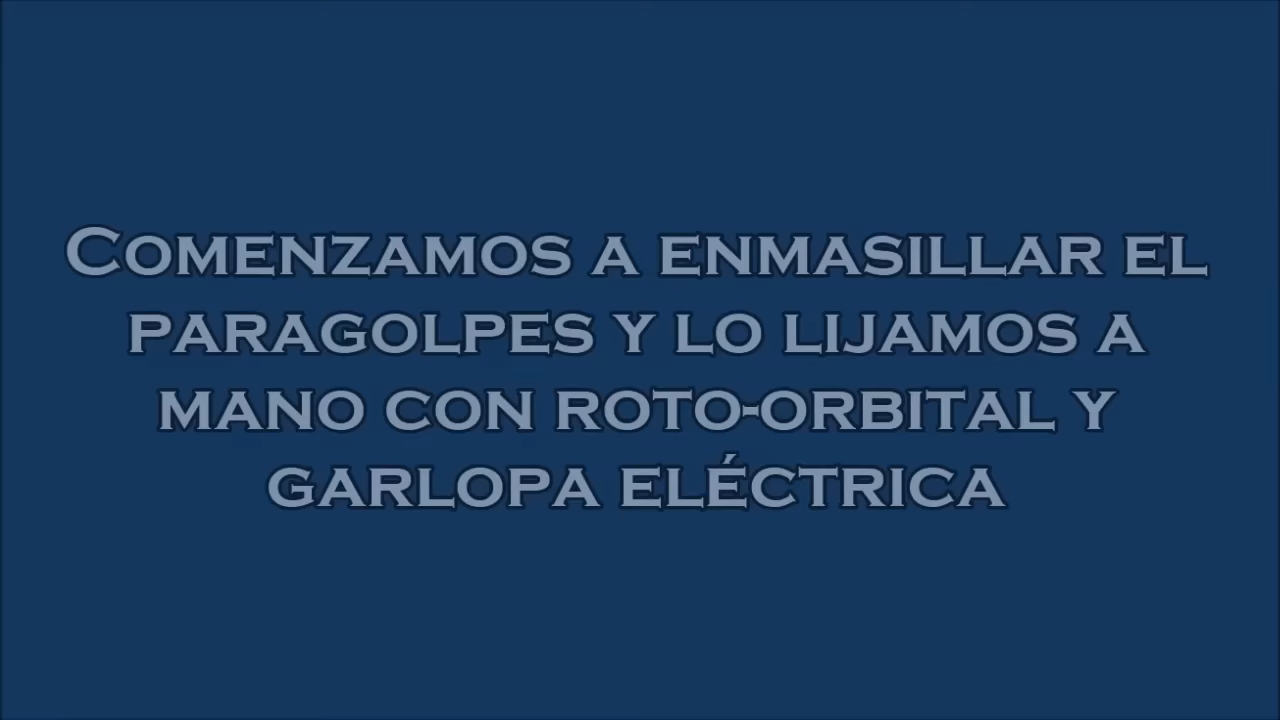 Comenzamos a enmasillar el
paragolpes y lo lijamos a
mano con roto-orbital y
garlopa eléctrica